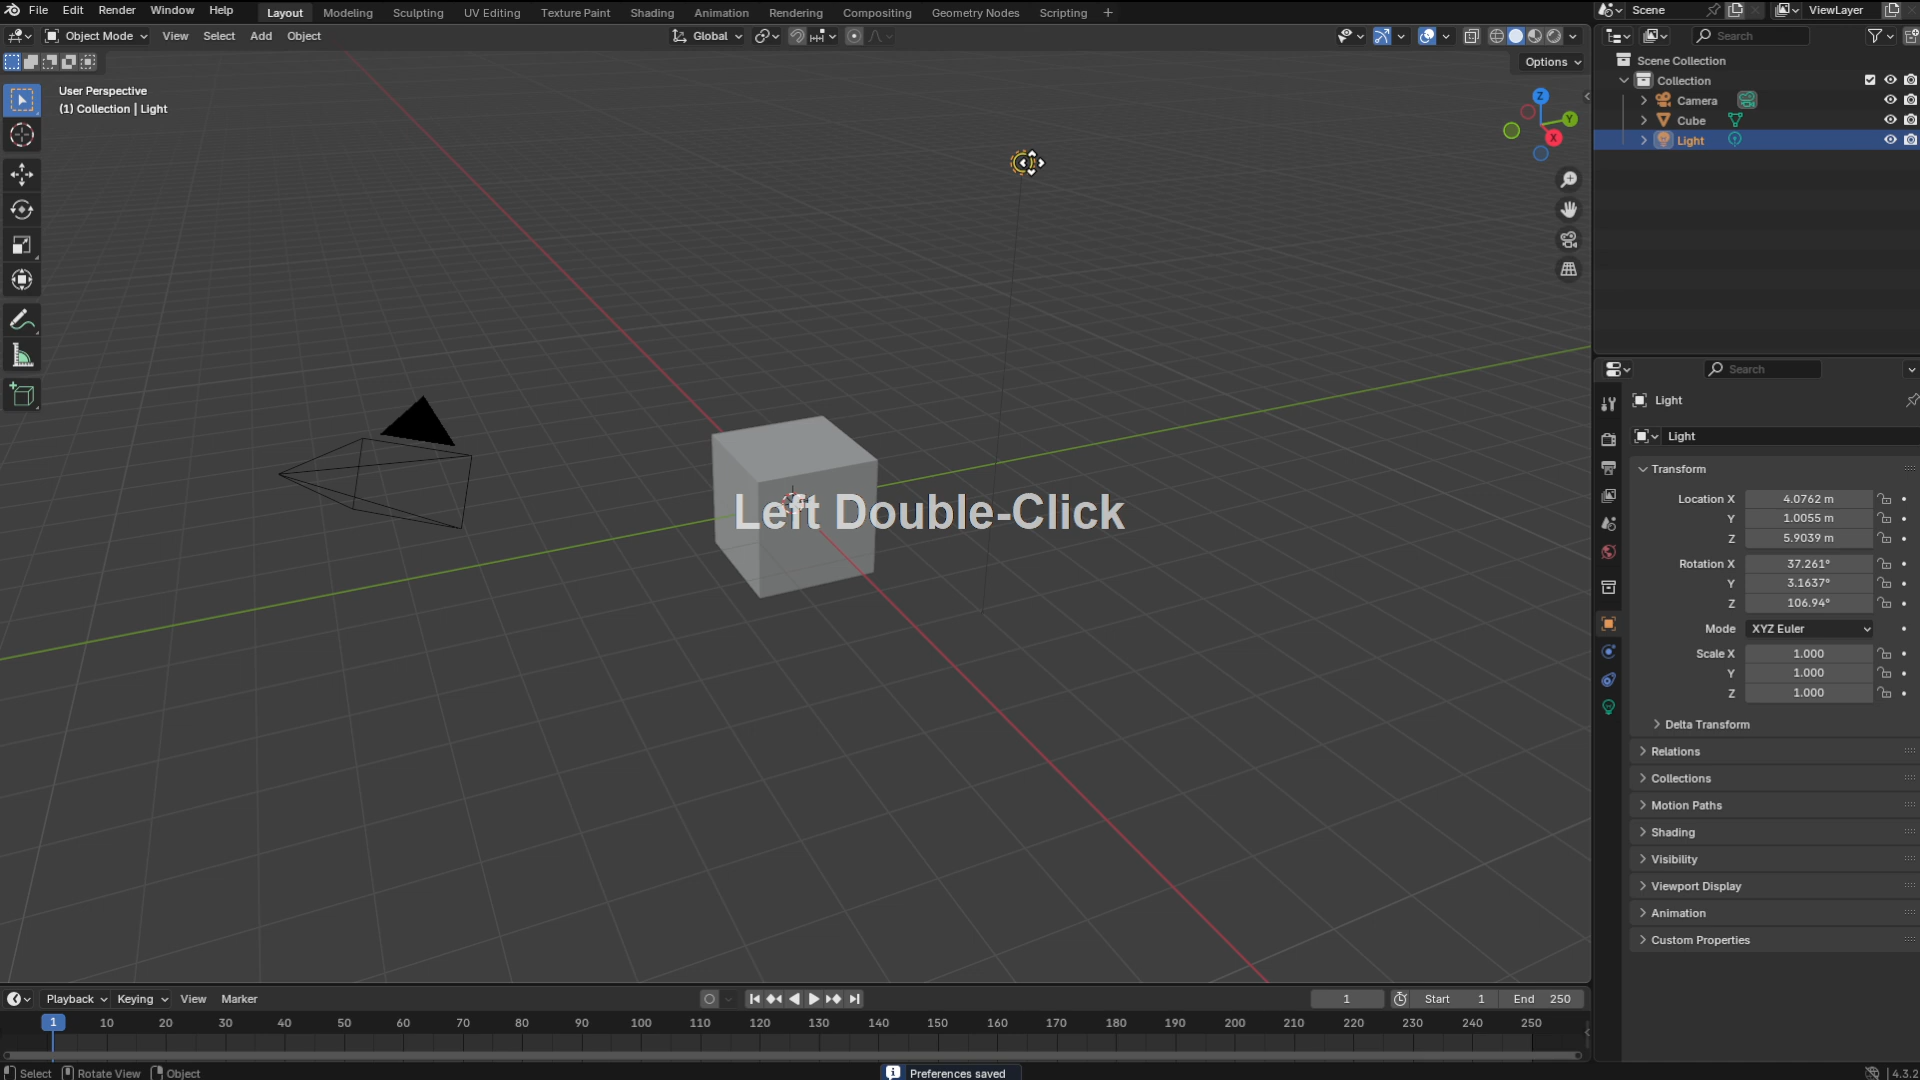 File Edit Render Window Help Layout Modeling Sculpting UV Editing Texture Paint Shading Animation Rendering Compositing Geometry Nodes Scripting + Scene ViewLayer
Object Mode View Select Add Object Global Search
Options
User Perspective
(1) Collection | Light
Z
Y
X
Scene Collection
Collection
Camera
Cube
Light
Left Double-Click
Search
Light
Light
Transform
Location X 4.0762 m
Y 1.0055 m
Z 5.9039 m
Rotation X 37.261°
Y 3.1637°
Z 106.94°
Mode XYZ Euler
Scale X 1.000
Y 1.000
Z 1.000
Delta Transform
Relations
Collections
Motion Paths
Shading
Visibility
Viewport Display
Animation
Custom Properties
Playback Keying View Marker 1 Start 1 End 250
1 10 20 30 40 50 60 70 80 90 100 110 120 130 140 150 160 170 180 190 200 210 220 230 240 250
Select Rotate View Object Preferences saved 4.3.2